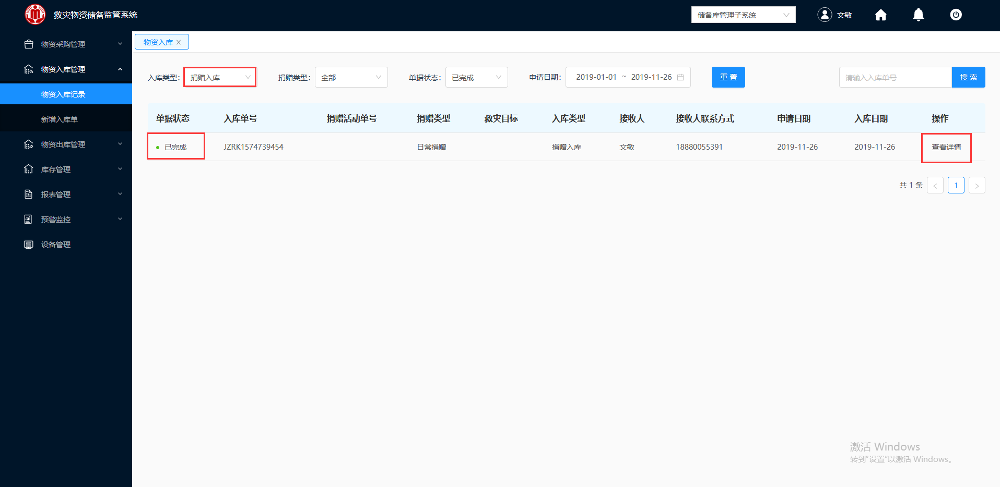 救灾物资储备监管系统
储备库管理子系统
文敏
物资采购管理
物资入库管理
物资入库记录
新增入库单
物资出库管理
库存管理
报表管理
预警监控
设备管理
物资入库 X
入库类型： 捐赠入库 捐赠类型： 全部 单据状态： 已完成 申请日期： 2019-01-01 ~ 2019-11-26 重 置 请输入入库单号 搜 索
单据状态 入库单号 捐赠活动单号 捐赠类型 救灾目标 入库类型 接收人 接收人联系方式 申请日期 入库日期 操作
已完成 JZRK1574739454 日常捐赠 捐赠入库 文敏 18880055391 2019-11-26 2019-11-26 查看详情
共 1 条 < 1 >
激活 Windows
转到"设置"以激活 Windows。